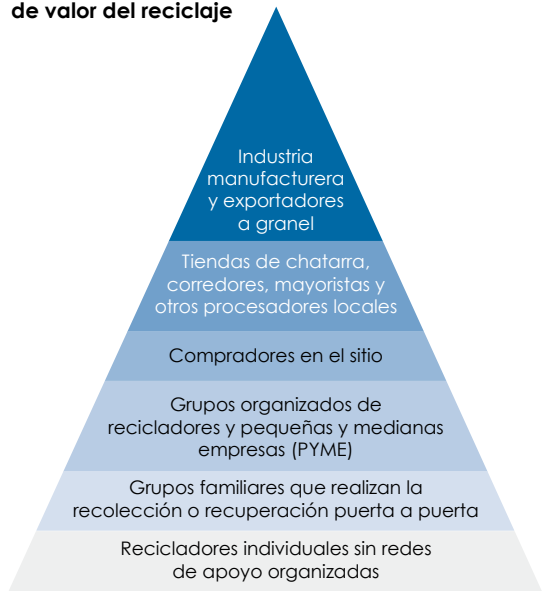 de valor del reciclaje
Industria
manufacturera
y exportadores
a granel
Tiendas de chatarra,
corredores, mayoristas y
otros procesadores locales
Compradores en el sitio
Grupos organizados de
recicladores y pequeñas y medianas
empresas (PYME)
Grupos familiares que realizan la
recolección o recuperación puerta a puerta
Recicladores individuales sin redes
de apoyo organizadas